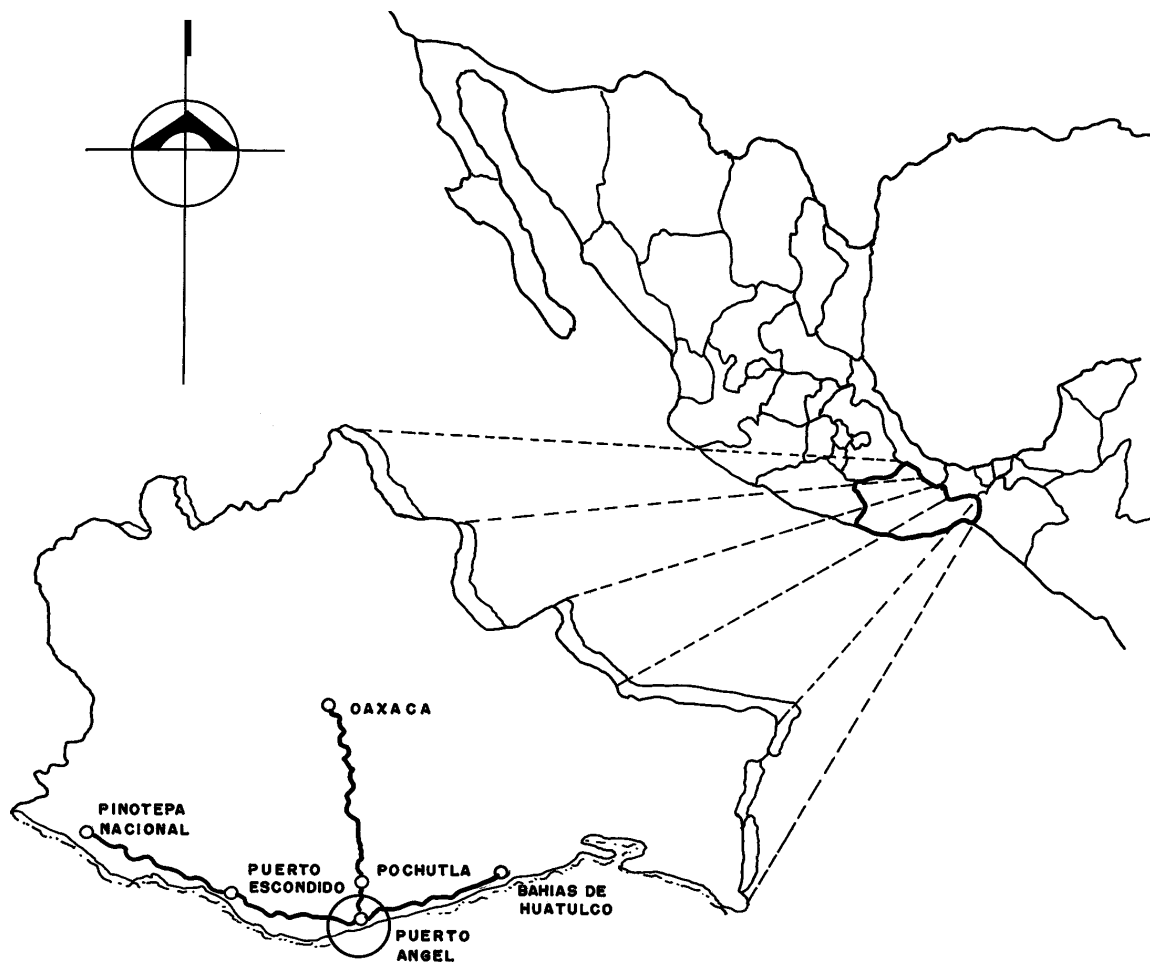 OAXACA
PINOTEPA
NACIONAL
PUERTO
ESCONDIDO
POCHUTLA
BAHIAS DE
HUATULCO
PUERTO
ANGEL